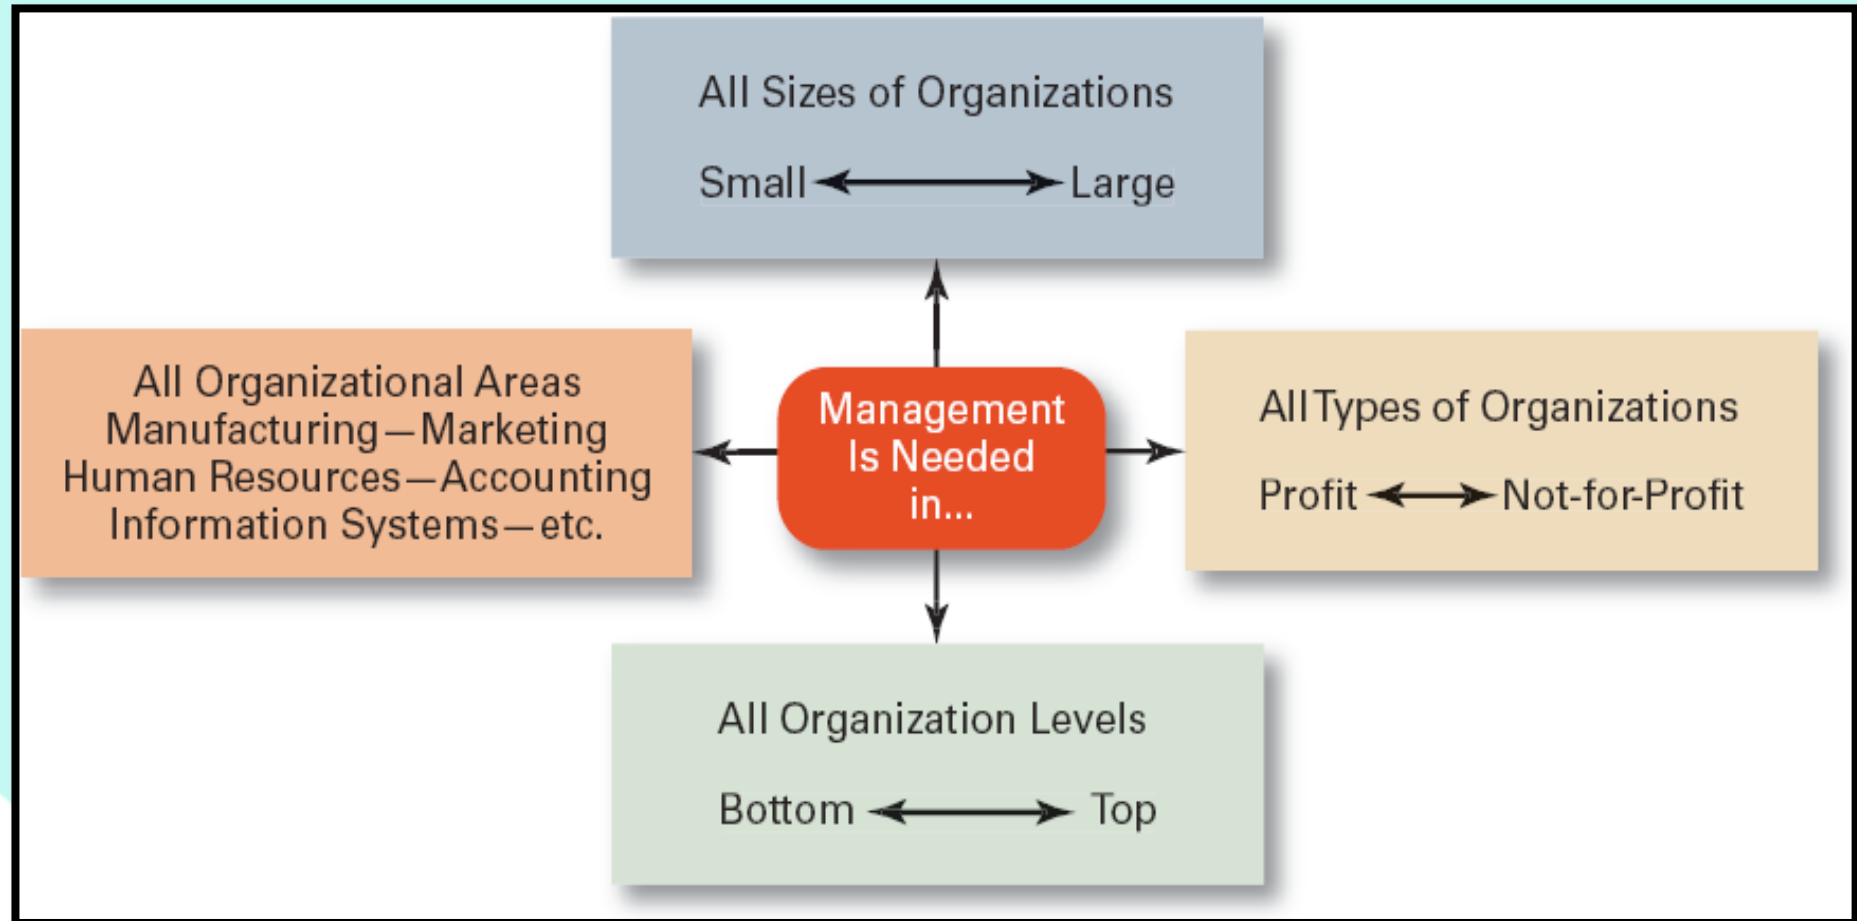 All Sizes of Organizations
Small Large
All Organizational Areas
Manufacturing—Marketing
Human Resources—Accounting
Information Systems—etc.
Management
Is Needed
in...
All Types of Organizations
Profit Not-for-Profit
All Organization Levels
Bottom Top